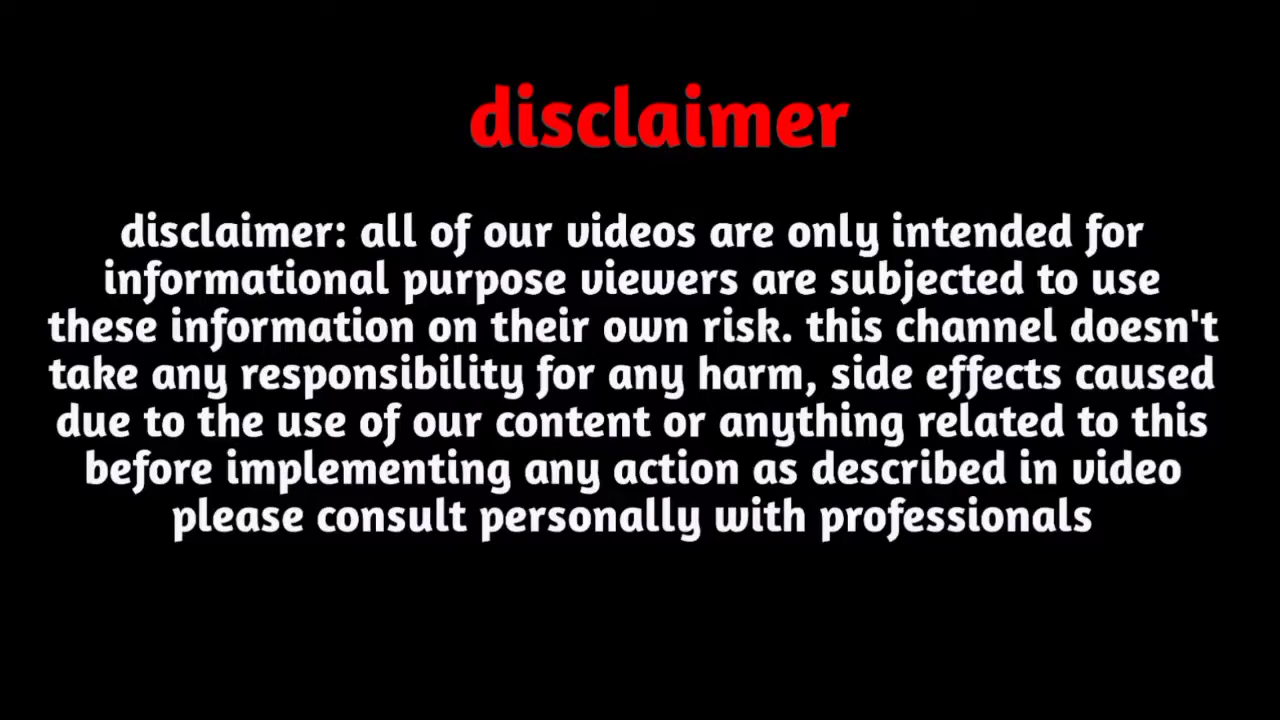 disclaimer
disclaimer: all of our videos are only intended for
informational purpose viewers are subjected to use
these information on their own risk. this channel doesn't
take any responsibility for any harm, side effects caused
due to the use of our content or anything related to this
before implementing any action as described in video
please consult personally with professionals